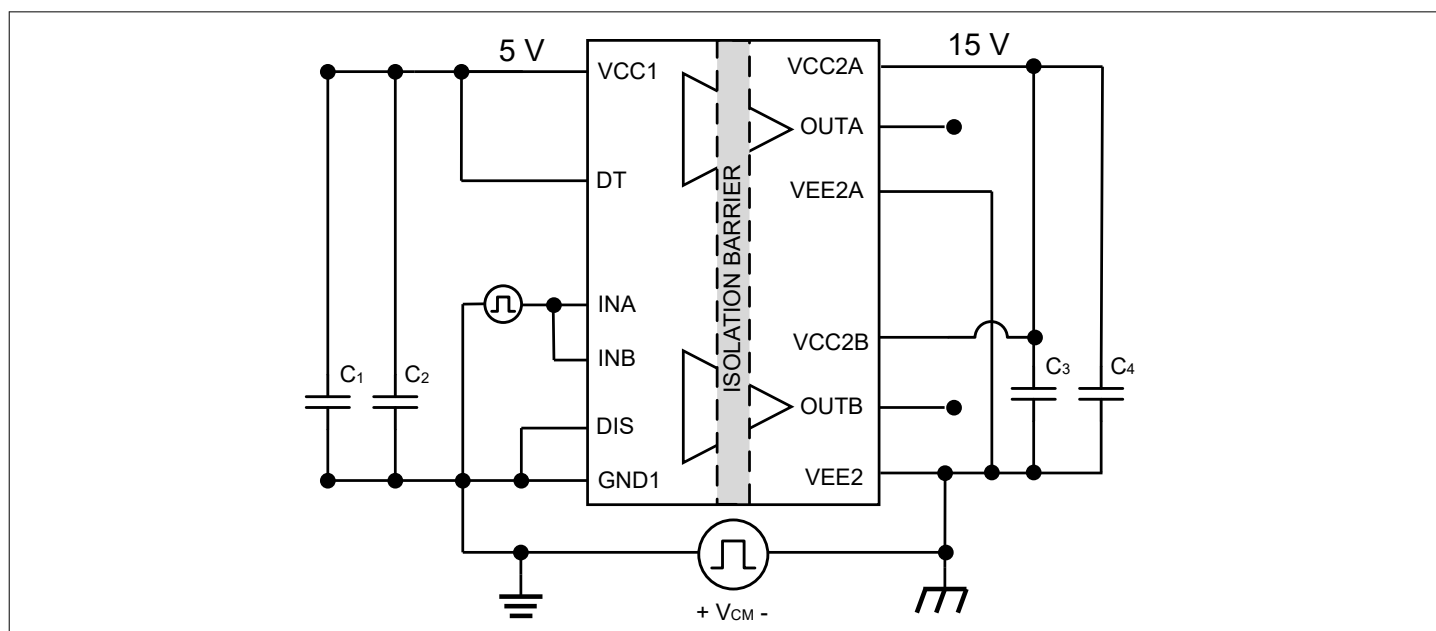 5 V
15 V
VCC1
DT
INA
INB
DIS
GND1
ISOLATION BARRIER
VCC2A
OUTA
VEE2A
VCC2B
OUTB
VEE2
C1
C2
C3
C4
+ VCM -